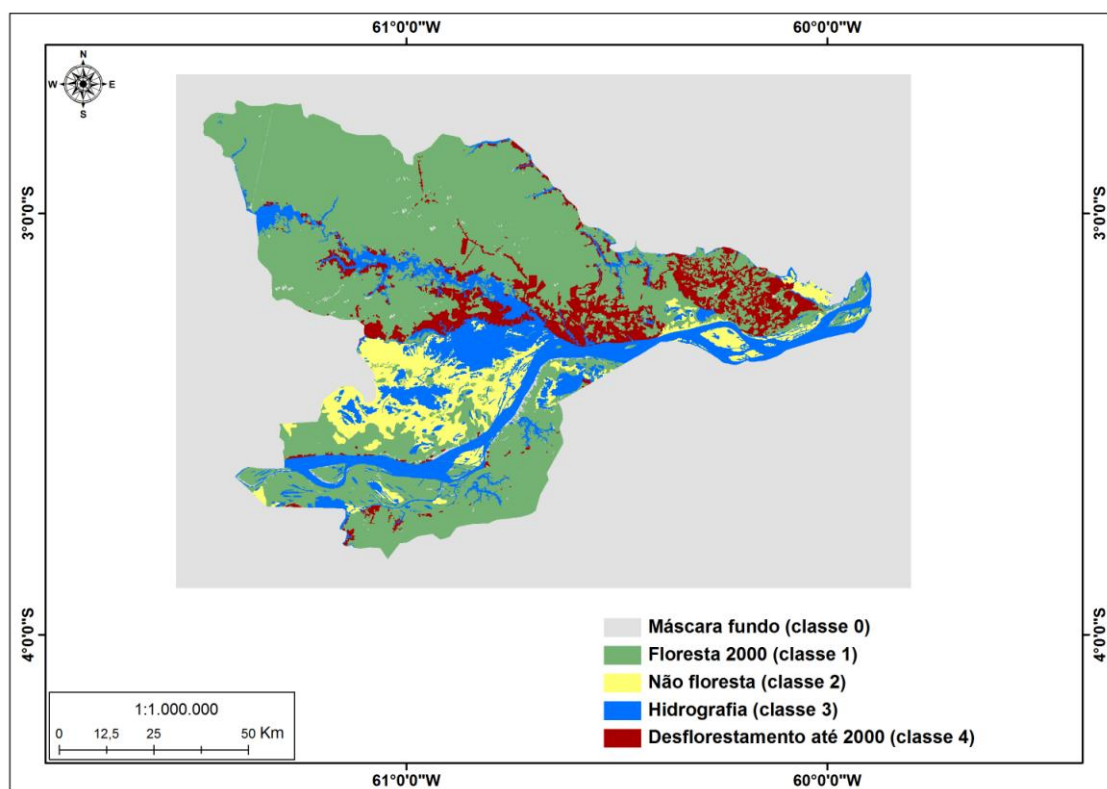 61°0'0"W 60°0'0"W
N
W E
S
3°0'0"S 3°0'0"S
4°0'0"S 4°0'0"S
Máscara fundo (classe 0)
Floresta 2000 (classe 1)
Não floresta (classe 2)
Hidrografia (classe 3)
Desflorestamento até 2000 (classe 4)
1:1.000.000
0 12,5 25 50 Km
61°0'0"W 60°0'0"W